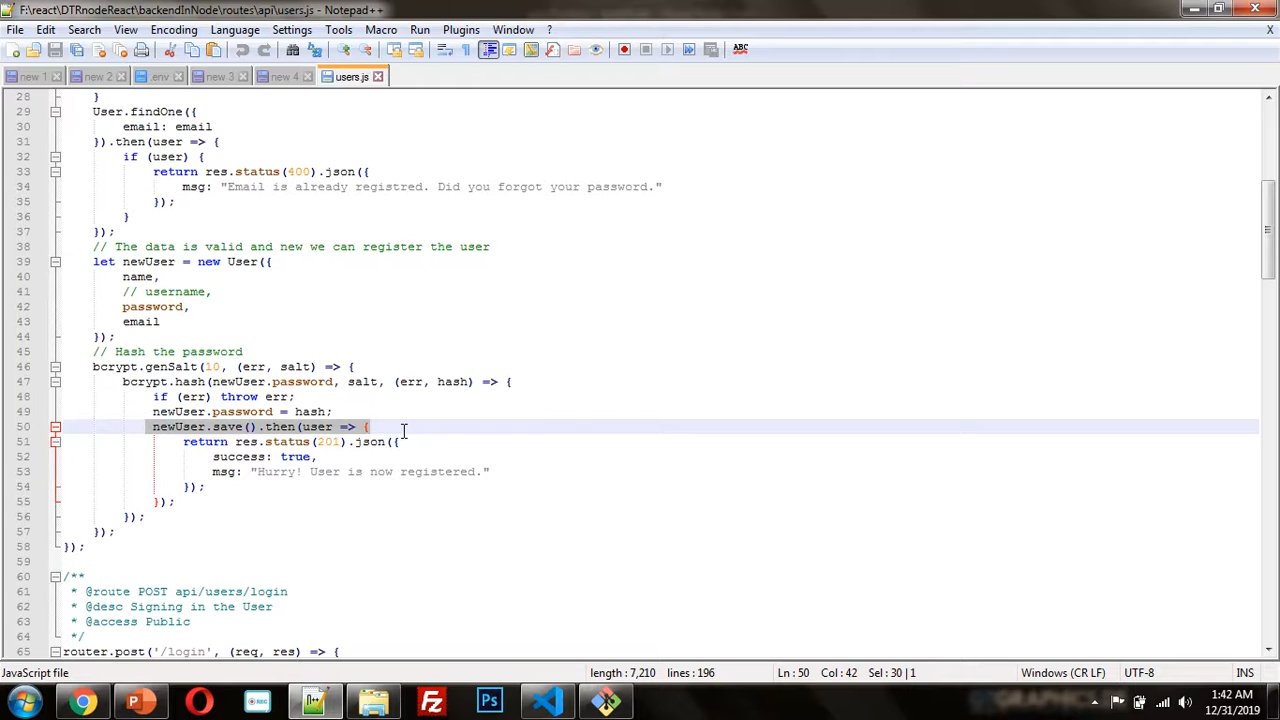 F:\react\DTRnodeReact\backendInNode\routes\api\users.js - Notepad++
File Edit Search View Encoding Language Settings Tools Macro Run Plugins Window ? X
new 1 new 2 env new 3 new 4 users.js
28 }
29 User.findOne({
30 email: email
31 }).then(user => {
32 if (user) {
33 return res.status(400).json({
34 msg: "Email is already registred. Did you forgot your password."
35 });
36 }
37 });
38 // The data is valid and new we can register the user
39 let newUser = new User({
40 name,
41 // username,
42 password,
43 email
44 });
45 // Hash the password
46 bcrypt.genSalt(10, (err, salt) => {
47 bcrypt.hash(newUser.password, salt, (err, hash) => {
48 if (err) throw err;
49 newUser.password = hash;
50 newUser.save().then(user => {
51 return res.status(201).json({
52 success: true,
53 msg: "Hurry! User is now registered."
54 });
55 });
56 });
57 });
58 });
59
60 /**
61 * @route POST api/users/login
62 * @desc Signing in the User
63 * @access Public
64 */
65 router.post('/login', (req, res) => {
JavaScript file length : 7,210 lines : 196 Ln : 50 Col : 42 Sel : 30 | 1 Windows (CR LF) UTF-8 INS
1:42 AM
12/31/2019